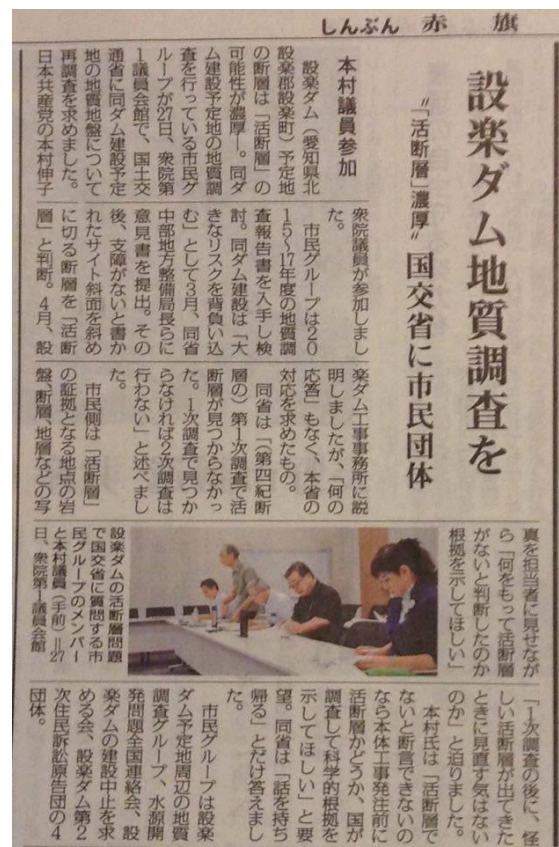 しんぶん 赤旗
設楽ダム地質調査を
〝「活断層」濃厚〟国交省に市民団体
本村議員参加
設楽ダム（愛知県北
設楽郡設楽町）予定地
の断層は「活断層」の
可能性が濃厚―。同ダ
ム建設予定地の地質調
査を行っている市民グ
ループが27日、衆院第
1議員会館で、国土交
通省に同ダム建設予定
地の地質地盤について
再調査を求めました。
日本共産党の本村伸子
衆院議員が参加しまし
た。
市民グループは20
15～17年度の地質調
査報告書を入手し検
討。同ダム建設は「大
きなリスクを背負い込
む」として3月、同省
中部地方整備局長らに
意見書を提出。その
後、支障がないと書か
れたサイト斜面を斜め
に切る断層を「活断
層」と判断。4月、設
楽ダム工事事務所に説
明しましたが、「何の
応答」もなく、本省の
対応を求めたもの。
同省は「（第四紀断
層の）第1次調査で活
断層が見つからなかっ
た。1次調査で見つか
らなければ2次調査は
行わない」と述べまし
た。
市民側は「活断層」
の証拠となる地点の岩
盤、断層、地層などの写
真を担当者に見せなが
ら「何をもって活断層
がないと判断したのか
根拠を示してほしい」
設楽ダムの活断層問題
で国交省に質問する市
民グループのメンバー
と本村議員（手前）＝27
日、衆院第1議員会館
「1次調査の後に、怪
しい活断層が出てきた
ときに見直す気はない
のか」と迫りました。
本村氏は「活断層で
ないと断言できないの
なら本体工事発注前に
活断層かどうか、国が
調査して科学的根拠を
示してほしい」と要
望。同省は「話を持ち
帰る」とだけ答えまし
た。
市民グループは設楽
ダム予定地周辺の地質
調査グループ、水源開
発問題全国連絡会、設
楽ダムの建設中止を求
める会、設楽ダム第2
次住民訴訟原告団の4
団体。